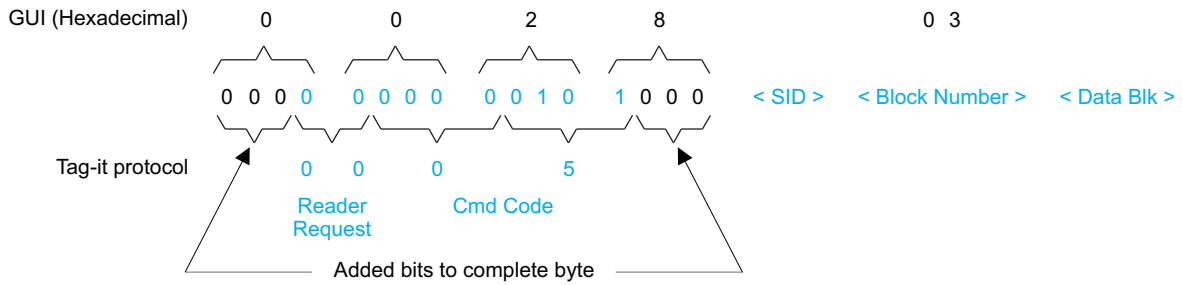 GUI (Hexadecimal) 0 0 2 8 0 3
0 0 0 0 0 0 0 0 0 0 1 0 1 0 0 0 < SID > < Block Number > < Data Blk >
Tag-it protocol 0 0 0 5
Reader Request Cmd Code
Added bits to complete byte